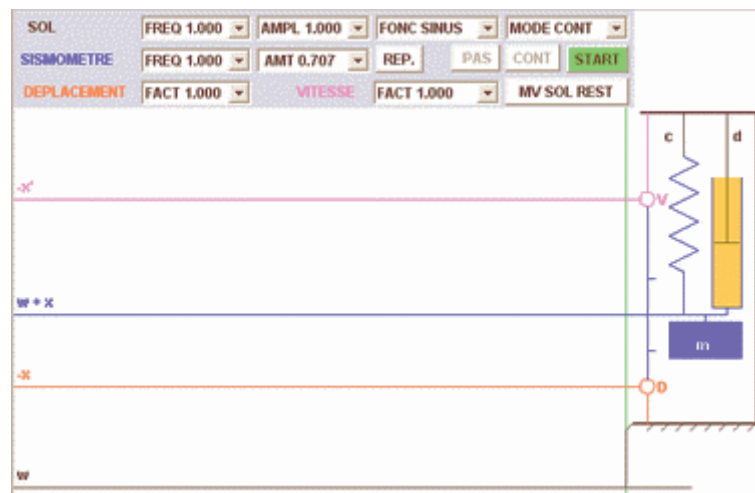 SOL FREQ 1.000 AMPL 1.000 FONC SINUS MODE CONT
SISMOMETRE FREQ 1.000 AMT 0.707 REP. PAS CONT START
DEPLACEMENT FACT 1.000 VITESSE FACT 1.000 MV SOL REST
c d
-x'
V
w + x
m
-x
D
w